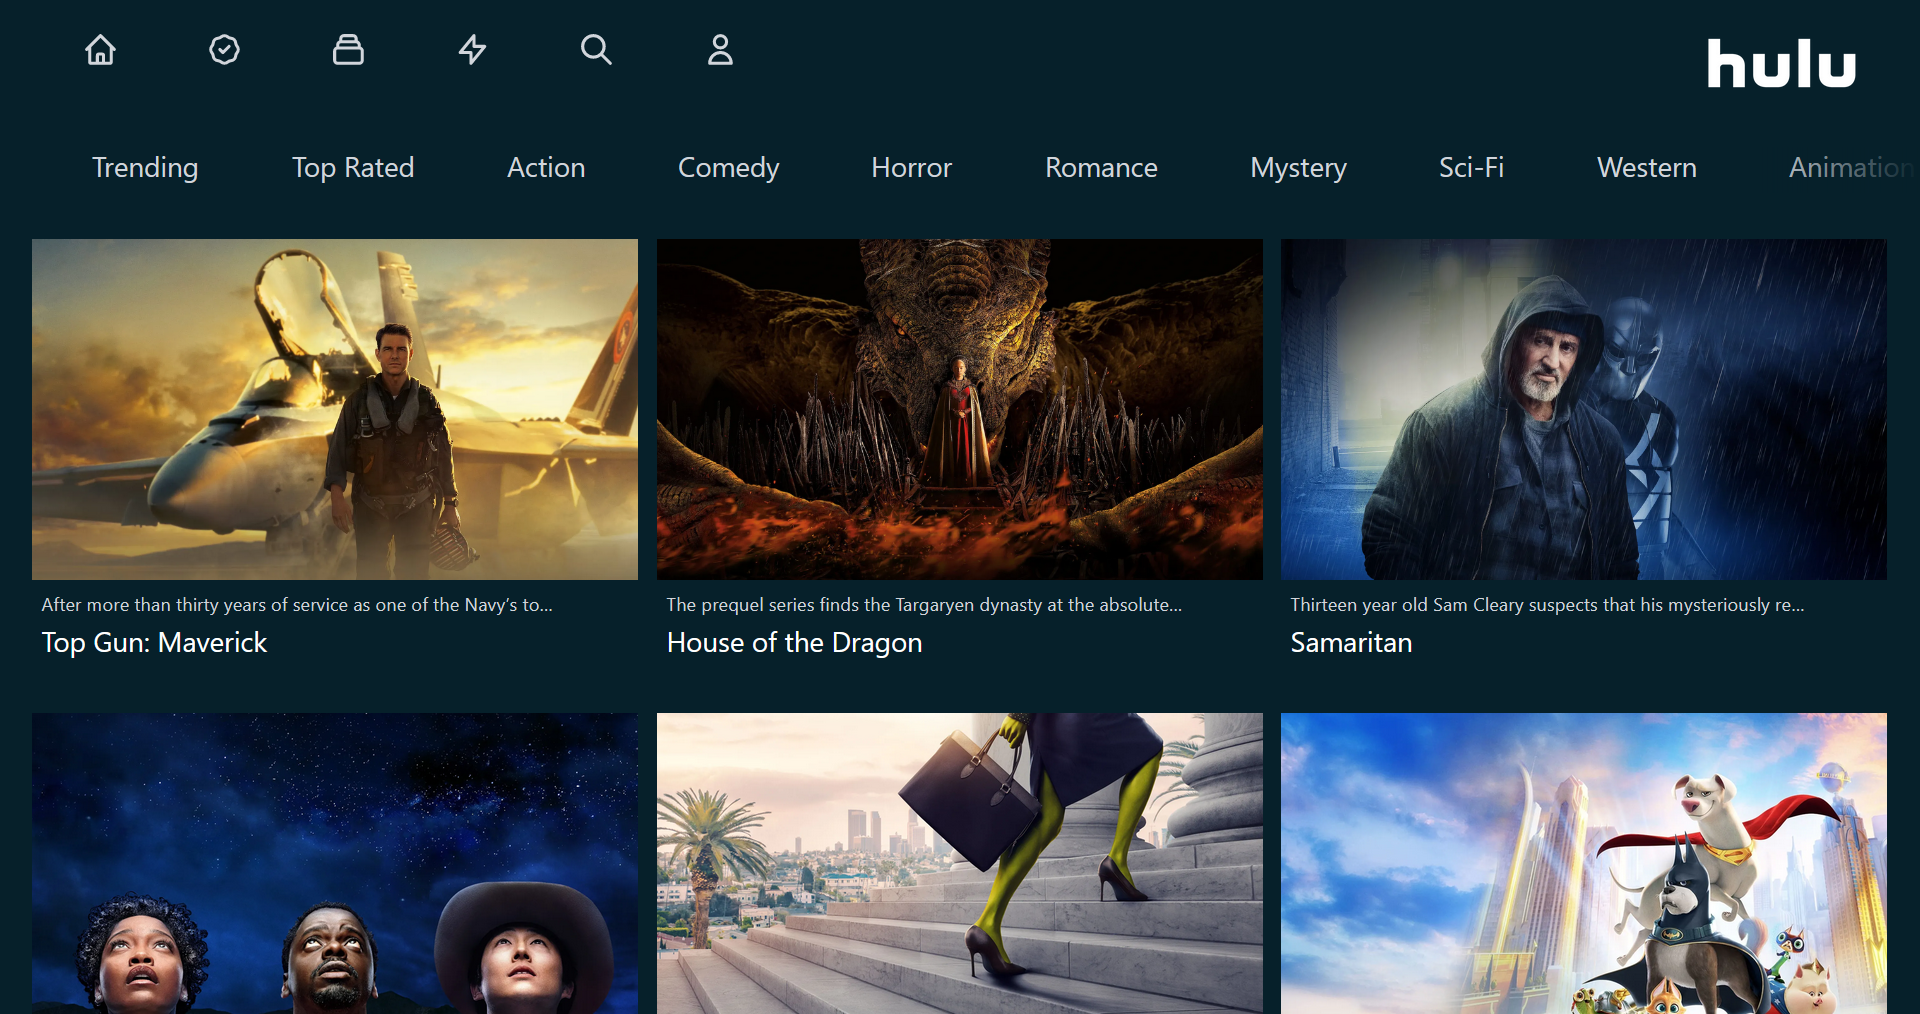 hulu
Trending
Top Rated
Action
Comedy
Horror
Romance
Mystery
Sci-Fi
Western
Animation
After more than thirty years of service as one of the Navy’s to...
Top Gun: Maverick
The prequel series finds the Targaryen dynasty at the absolute...
House of the Dragon
Thirteen year old Sam Cleary suspects that his mysteriously re...
Samaritan